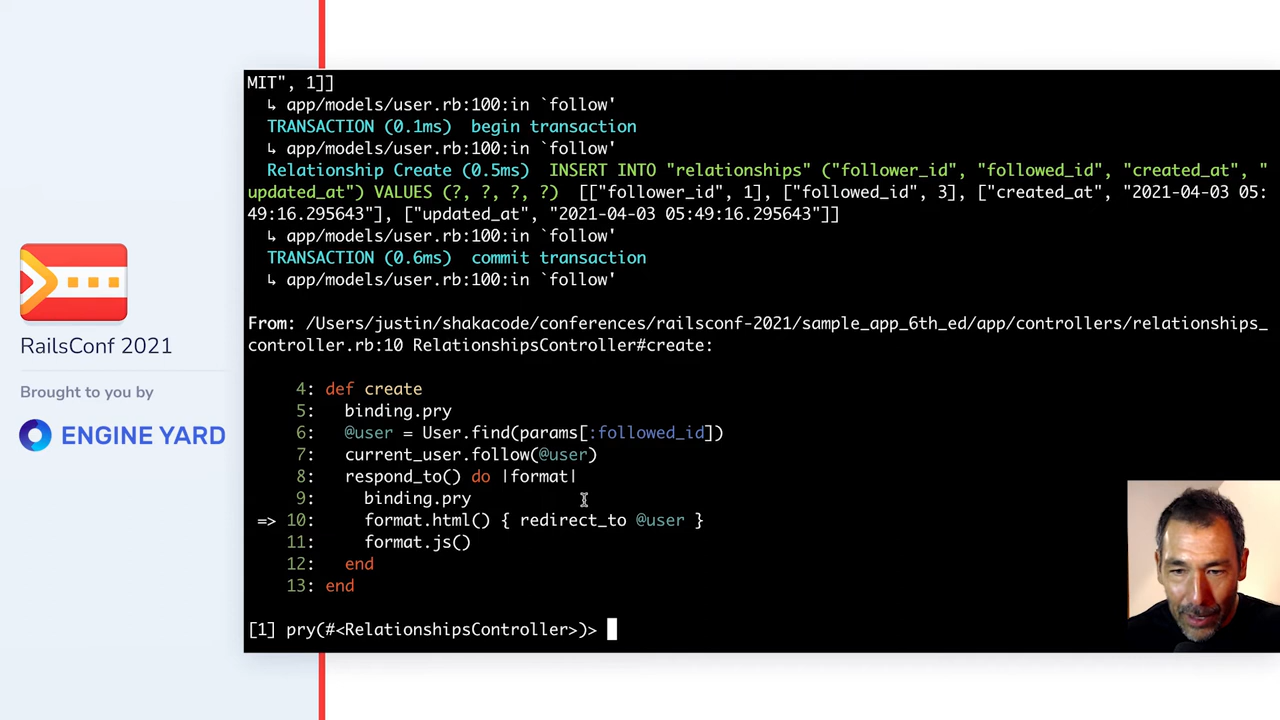 MIT", 1]]
↳ app/models/user.rb:100:in `follow'
TRANSACTION (0.1ms)  begin transaction
↳ app/models/user.rb:100:in `follow'
Relationship Create (0.5ms)  INSERT INTO "relationships" ("follower_id", "followed_id", "created_at", "
updated_at") VALUES (?, ?, ?, ?)  [["follower_id", 1], ["followed_id", 3], ["created_at", "2021-04-03 05:
49:16.295643"], ["updated_at", "2021-04-03 05:49:16.295643"]]
↳ app/models/user.rb:100:in `follow'
TRANSACTION (0.6ms)  commit transaction
↳ app/models/user.rb:100:in `follow'
From: /Users/justin/shakacode/conferences/railsconf-2021/sample_app_6th_ed/app/controllers/relationships_
controller.rb:10 RelationshipsController#create:
4: def create
5:   binding.pry
6:   @user = User.find(params[:followed_id])
7:   current_user.follow(@user)
8:   respond_to() do |format|
9:     binding.pry
=> 10:     format.html() { redirect_to @user }
11:     format.js()
12:   end
13: end
[1] pry(#<RelationshipsController>)>
RailsConf 2021
Brought to you by
ENGINE YARD